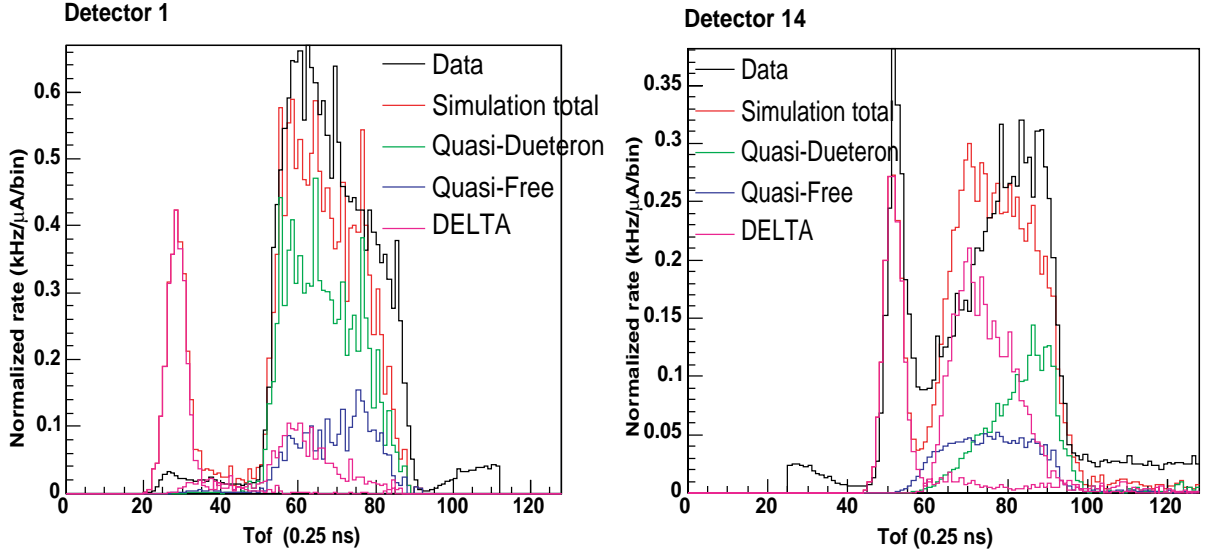 Detector 1
Normalized rate (kHz/μA/bin)
0.6
0.5
0.4
0.3
0.2
0.1
0
Data
Simulation total
Quasi-Dueteron
Quasi-Free
DELTA
0 20 40 60 80 100 120
Tof (0.25 ns)
Detector 14
Normalized rate (kHz/μA/bin)
0.35
0.3
0.25
0.2
0.15
0.1
0.05
0
Data
Simulation total
Quasi-Dueteron
Quasi-Free
DELTA
0 20 40 60 80 100 120
Tof (0.25 ns)